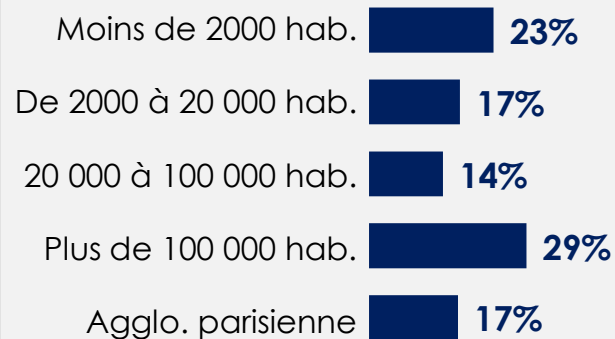 Moins de 2000 hab. 23%
De 2000 à 20 000 hab. 17%
20 000 à 100 000 hab. 14%
Plus de 100 000 hab. 29%
Agglo. parisienne 17%